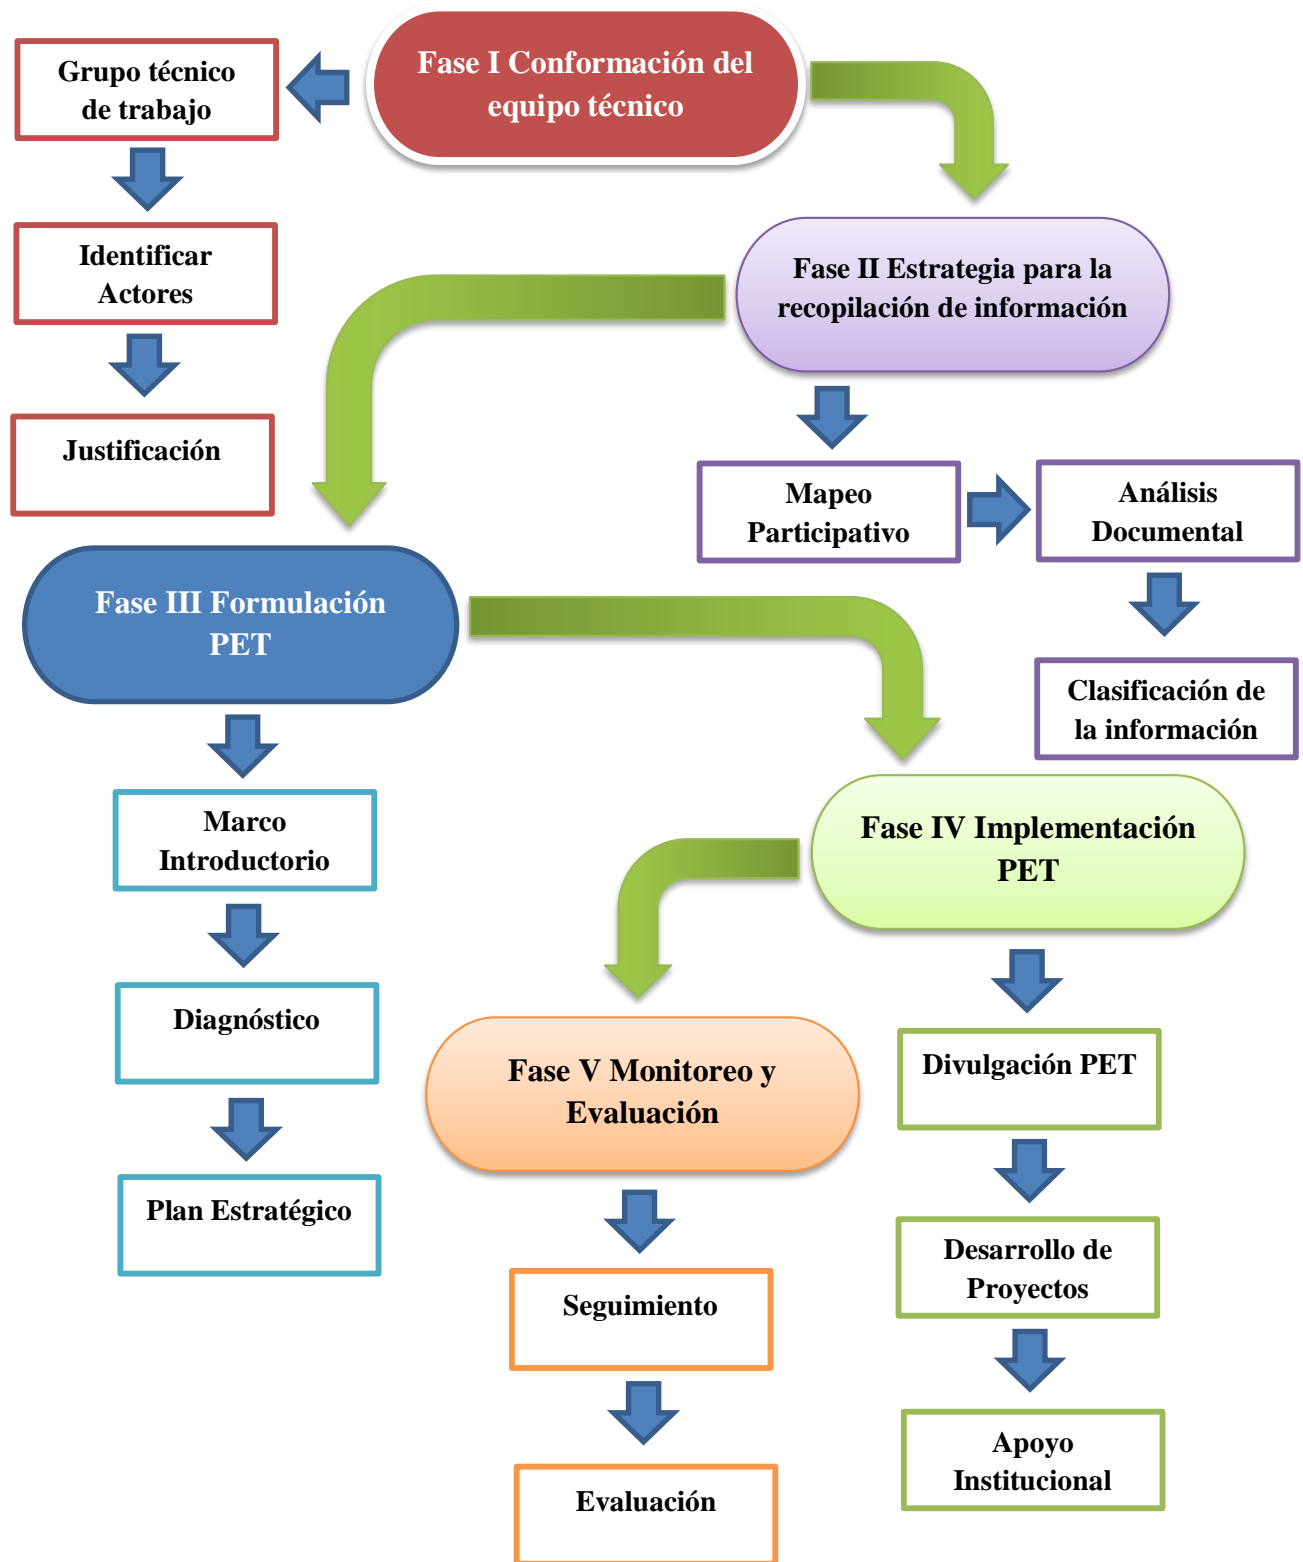 Fase I Conformación del
equipo técnico
Grupo técnico
de trabajo
Identificar
Actores
Justificación
Fase II Estrategia para la
recopilación de información
Mapeo
Participativo
Análisis
Documental
Clasificación de
la información
Fase III Formulación
PET
Marco
Introductorio
Diagnóstico
Plan Estratégico
Fase IV Implementación
PET
Divulgación PET
Desarrollo de
Proyectos
Apoyo
Institucional
Fase V Monitoreo y
Evaluación
Seguimiento
Evaluación